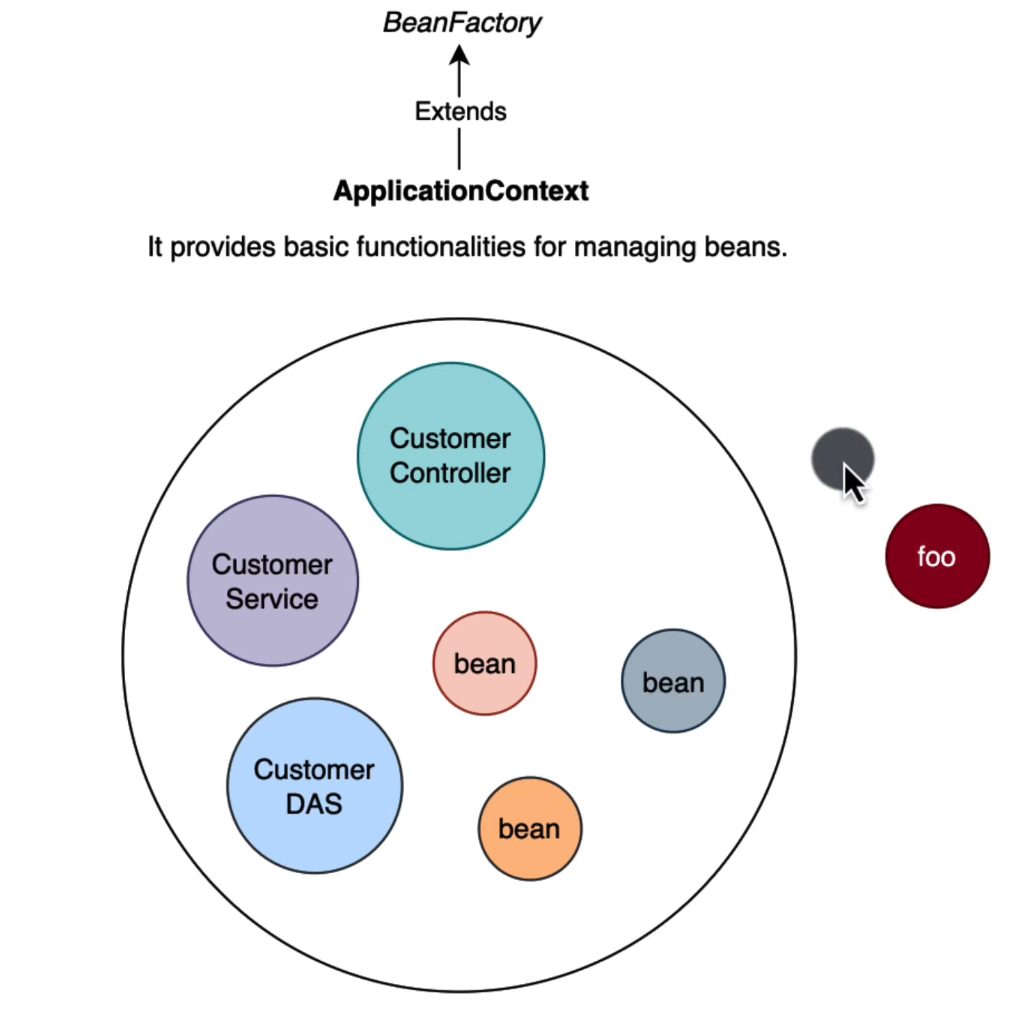 BeanFactory
Extends
ApplicationContext
It provides basic functionalities for managing beans.
Customer
Controller
Customer
Service
foo
bean
bean
Customer
DAS
bean